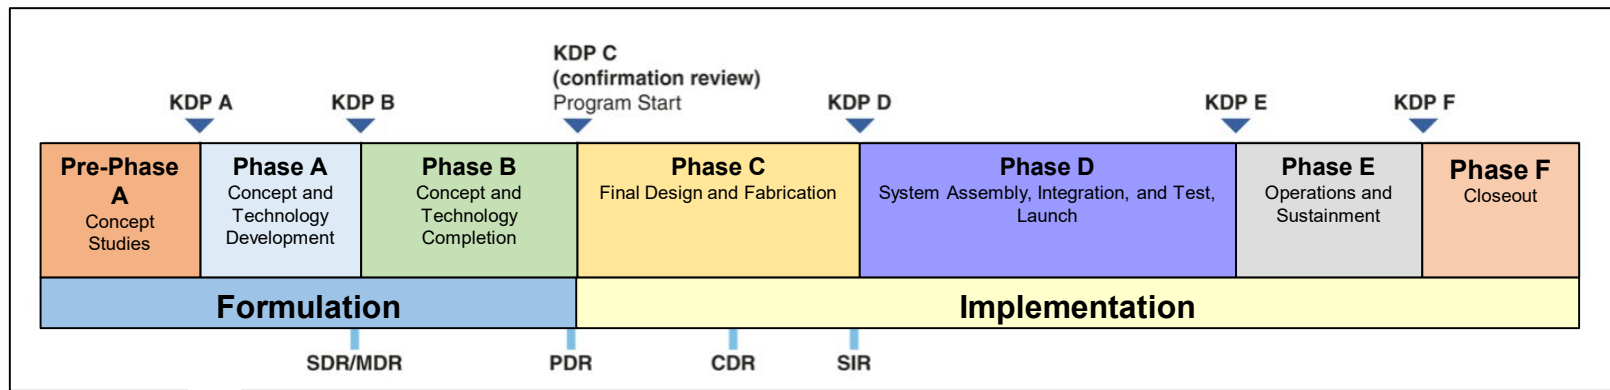 KDP A
KDP B
KDP C
(confirmation review)
Program Start
KDP D
KDP E
KDP F
Pre-Phase
A
Concept
Studies
Phase A
Concept and
Technology
Development
Phase B
Concept and
Technology
Completion
Phase C
Final Design and Fabrication
Phase D
System Assembly, Integration, and Test,
Launch
Phase E
Operations and
Sustainment
Phase F
Closeout
Formulation
Implementation
SDR/MDR
PDR
CDR
SIR